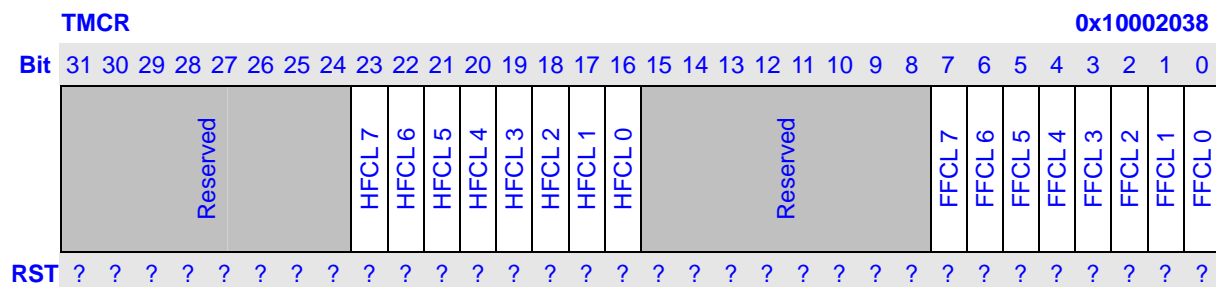 TMCR 0x10002038
Bit 31 30 29 28 27 26 25 24 23 22 21 20 19 18 17 16 15 14 13 12 11 10 9 8 7 6 5 4 3 2 1 0
Reserved HFCL 7 HFCL 6 HFCL 5 HFCL 4 HFCL 3 HFCL 2 HFCL 1 HFCL 0 Reserved FFCL 7 FFCL 6 FFCL 5 FFCL 4 FFCL 3 FFCL 2 FFCL 1 FFCL 0
RST ? ? ? ? ? ? ? ? ? ? ? ? ? ? ? ? ? ? ? ? ? ? ? ? ? ? ? ? ? ? ? ?